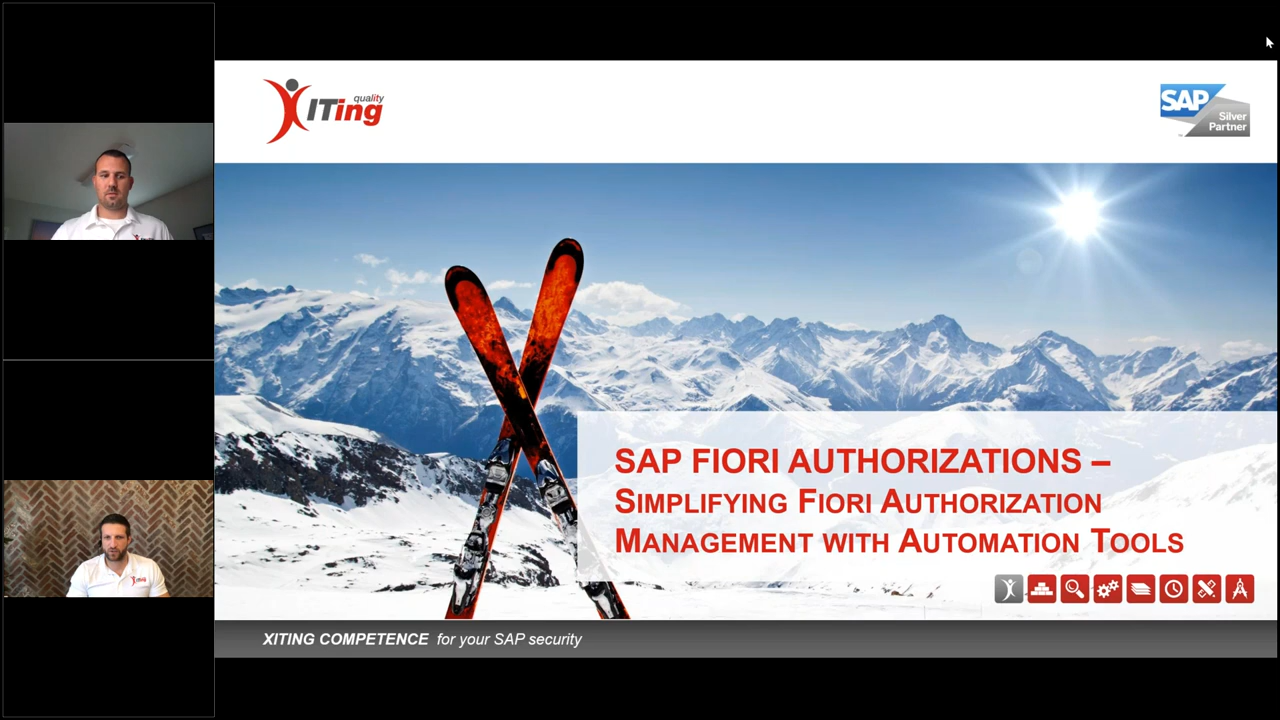 XITing
quality
SAP
Silver
Partner
SAP FIORI AUTHORIZATIONS –
SIMPLIFYING FIORI AUTHORIZATION
MANAGEMENT WITH AUTOMATION TOOLS
XITING COMPETENCE for your SAP security